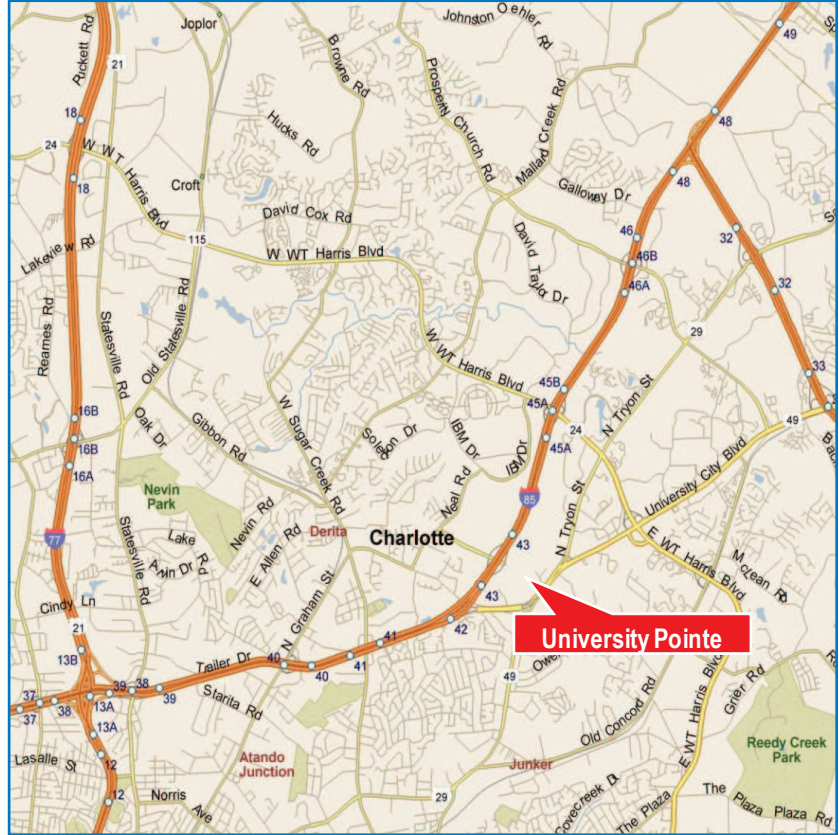 Joplor
Johnston Oehler Rd
49
Puckett Rd
21
Browne Rd
Prosperity Church Rd
18
48
24
W WT Harris Blvd
Hucks Rd
Mallard Creek Rd
18
Croft
48
Galloway Dr
David Cox Rd
Lakeview Rd
115
W WT Harris Blvd
David Taylor Dr
46
32
46B
46A
32
Reames Rd
Statesville Rd
Old Statesville Rd
29
W WT Harris Blvd
N Tryon St
33
45B
16B
45A
16B
Oak Dr
Gibbon Rd
W Sugar Creek Rd
IBM Dr
IBM Dr
24
49
45A
16A
Nevin
Park
Neal Rd
University City Blvd
85
Statesville Rd
Nevin Rd
Derita
Charlotte
43
N Tryon St
77
Lake Rd
E Allen Rd
E WT Harris Blvd
McLean Rd
43
Cindy Ln
N Graham St
42
21
University Pointe
13B
Trailer Dr
41
41
40
40
39
38
39
49
Grier Rd
37
37
38
13A
Starita Rd
13A
Old Concord Rd
E WT Harris Blvd
Reedy Creek
Park
Lasalle St
12
Atando
Junction
Junker
12
Norris Ave
29
Covecreek D
The Plaza
The Plaza
Plaza Rd